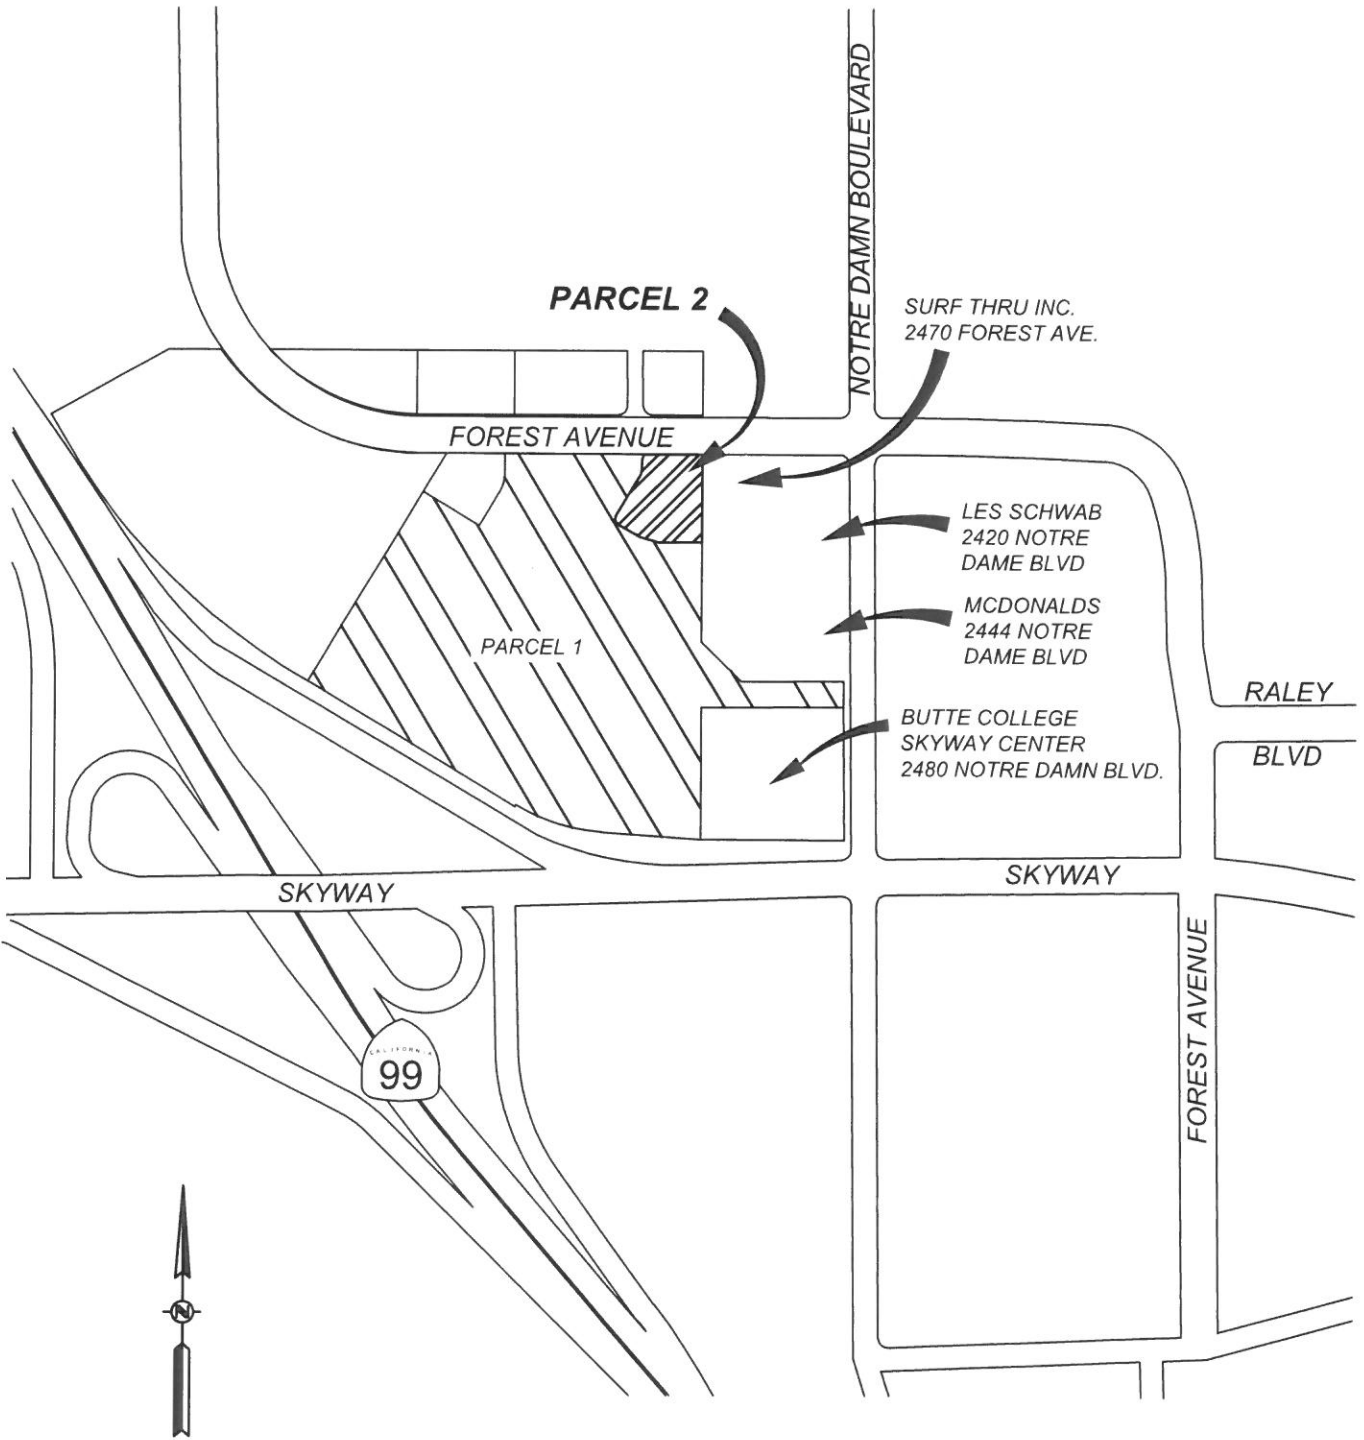 NOTRE DAMN BOULEVARD
PARCEL 2
SURF THRU INC.
2470 FOREST AVE.
FOREST AVENUE
LES SCHWAB
2420 NOTRE
DAME BLVD
MCDONALDS
2444 NOTRE
DAME BLVD
PARCEL 1
RALEY
BLVD
BUTTE COLLEGE
SKYWAY CENTER
2480 NOTRE DAMN BLVD.
SKYWAY
SKYWAY
FOREST AVENUE
CALIFORNIA
99
N